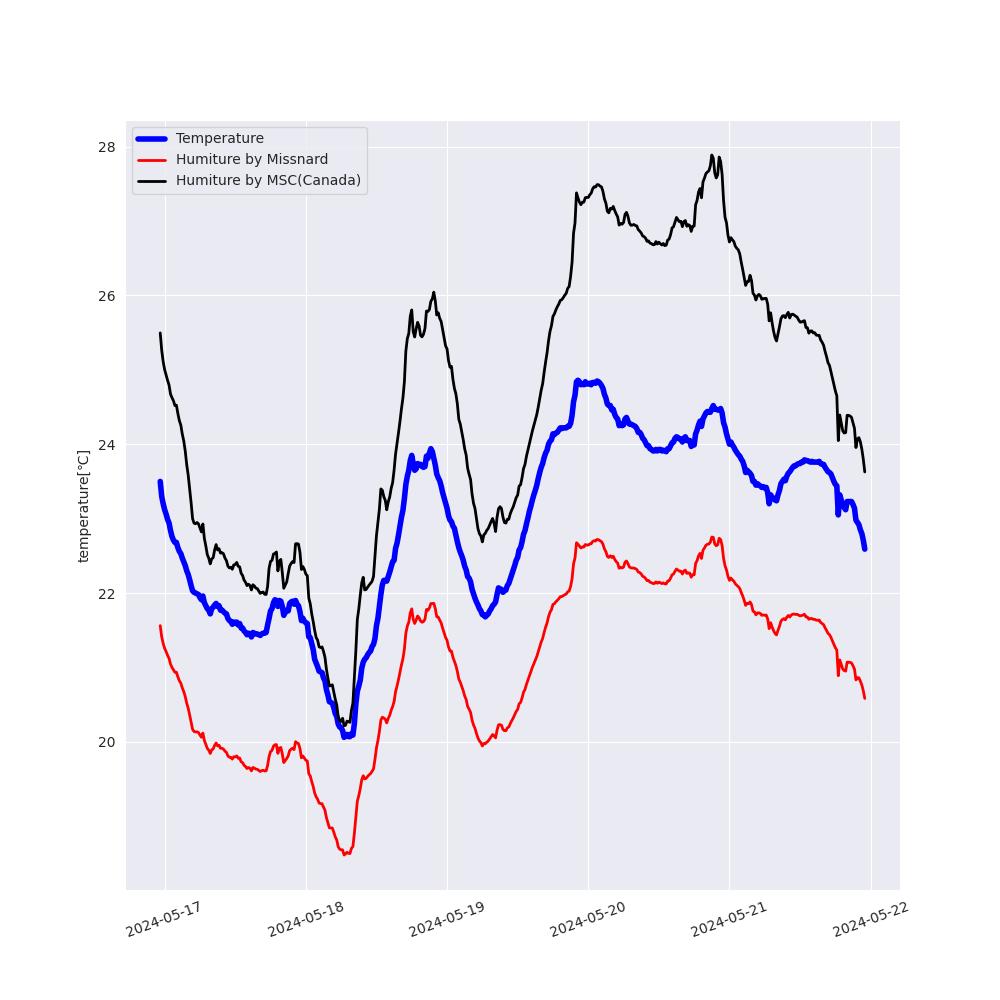 Temperature
Humiture by Missnard
Humiture by MSC(Canada)
28
26
24
22
20
temperature[℃]
2024-05-17
2024-05-18
2024-05-19
2024-05-20
2024-05-21
2024-05-22